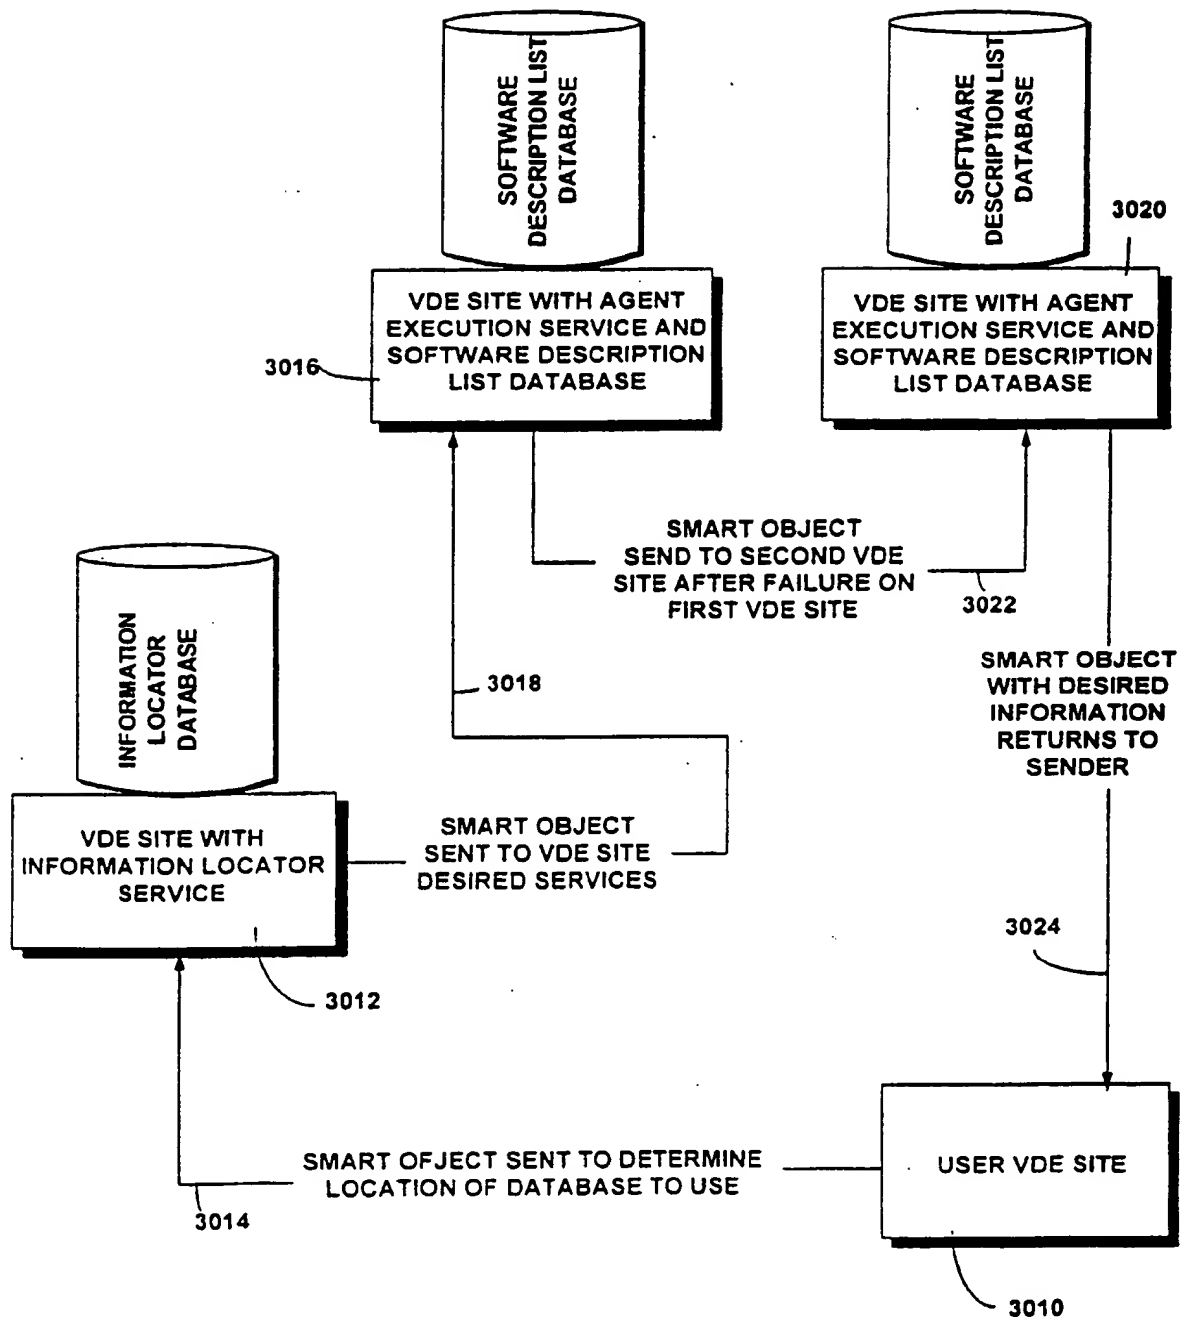 SOFTWARE
DESCRIPTION LIST
DATABASE
SOFTWARE
DESCRIPTION LIST
DATABASE
3020
VDE SITE WITH AGENT
EXECUTION SERVICE AND
SOFTWARE DESCRIPTION
LIST DATABASE
3016
VDE SITE WITH AGENT
EXECUTION SERVICE AND
SOFTWARE DESCRIPTION
LIST DATABASE
SMART OBJECT
SEND TO SECOND VDE
SITE AFTER FAILURE ON
FIRST VDE SITE
3022
INFORMATION
LOCATOR
DATABASE
3018
SMART OBJECT
WITH DESIRED
INFORMATION
RETURNS TO
SENDER
VDE SITE WITH
INFORMATION LOCATOR
SERVICE
SMART OBJECT
SENT TO VDE SITE
DESIRED SERVICES
3012
3024
SMART OFJECT SENT TO DETERMINE
LOCATION OF DATABASE TO USE
3014
USER VDE SITE
3010